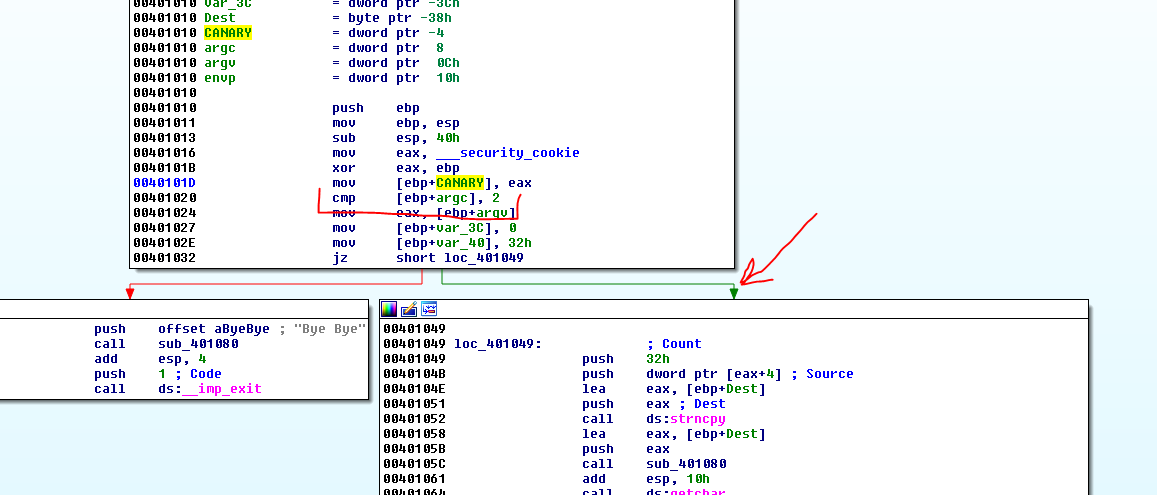 00401010 var_3C = dword ptr -3Ch
00401010 Dest = byte ptr -38h
00401010 CANARY = dword ptr -4
00401010 argc = dword ptr 8
00401010 argv = dword ptr 0Ch
00401010 envp = dword ptr 10h
00401010
00401010 push ebp
00401011 mov ebp, esp
00401013 sub esp, 40h
00401016 mov eax, ___security_cookie
0040101B xor eax, ebp
0040101D mov [ebp+CANARY], eax
00401020 cmp [ebp+argc], 2
00401024 mov eax, [ebp+argv]
00401027 mov [ebp+var_3C], 0
0040102E mov [ebp+var_40], 32h
00401032 jz short loc_401049
push offset aByeBye ; "Bye Bye"
call sub_401080
add esp, 4
push 1 ; Code
call ds:__imp_exit
00401049
00401049 loc_401049: ; Count
00401049 push 32h
0040104B push dword ptr [eax+4] ; Source
0040104E lea eax, [ebp+Dest]
00401051 push eax ; Dest
00401052 call ds:strncpy
00401058 lea eax, [ebp+Dest]
0040105B push eax
0040105C call sub_401080
00401061 add esp, 10h
00401064 call ds:getchar